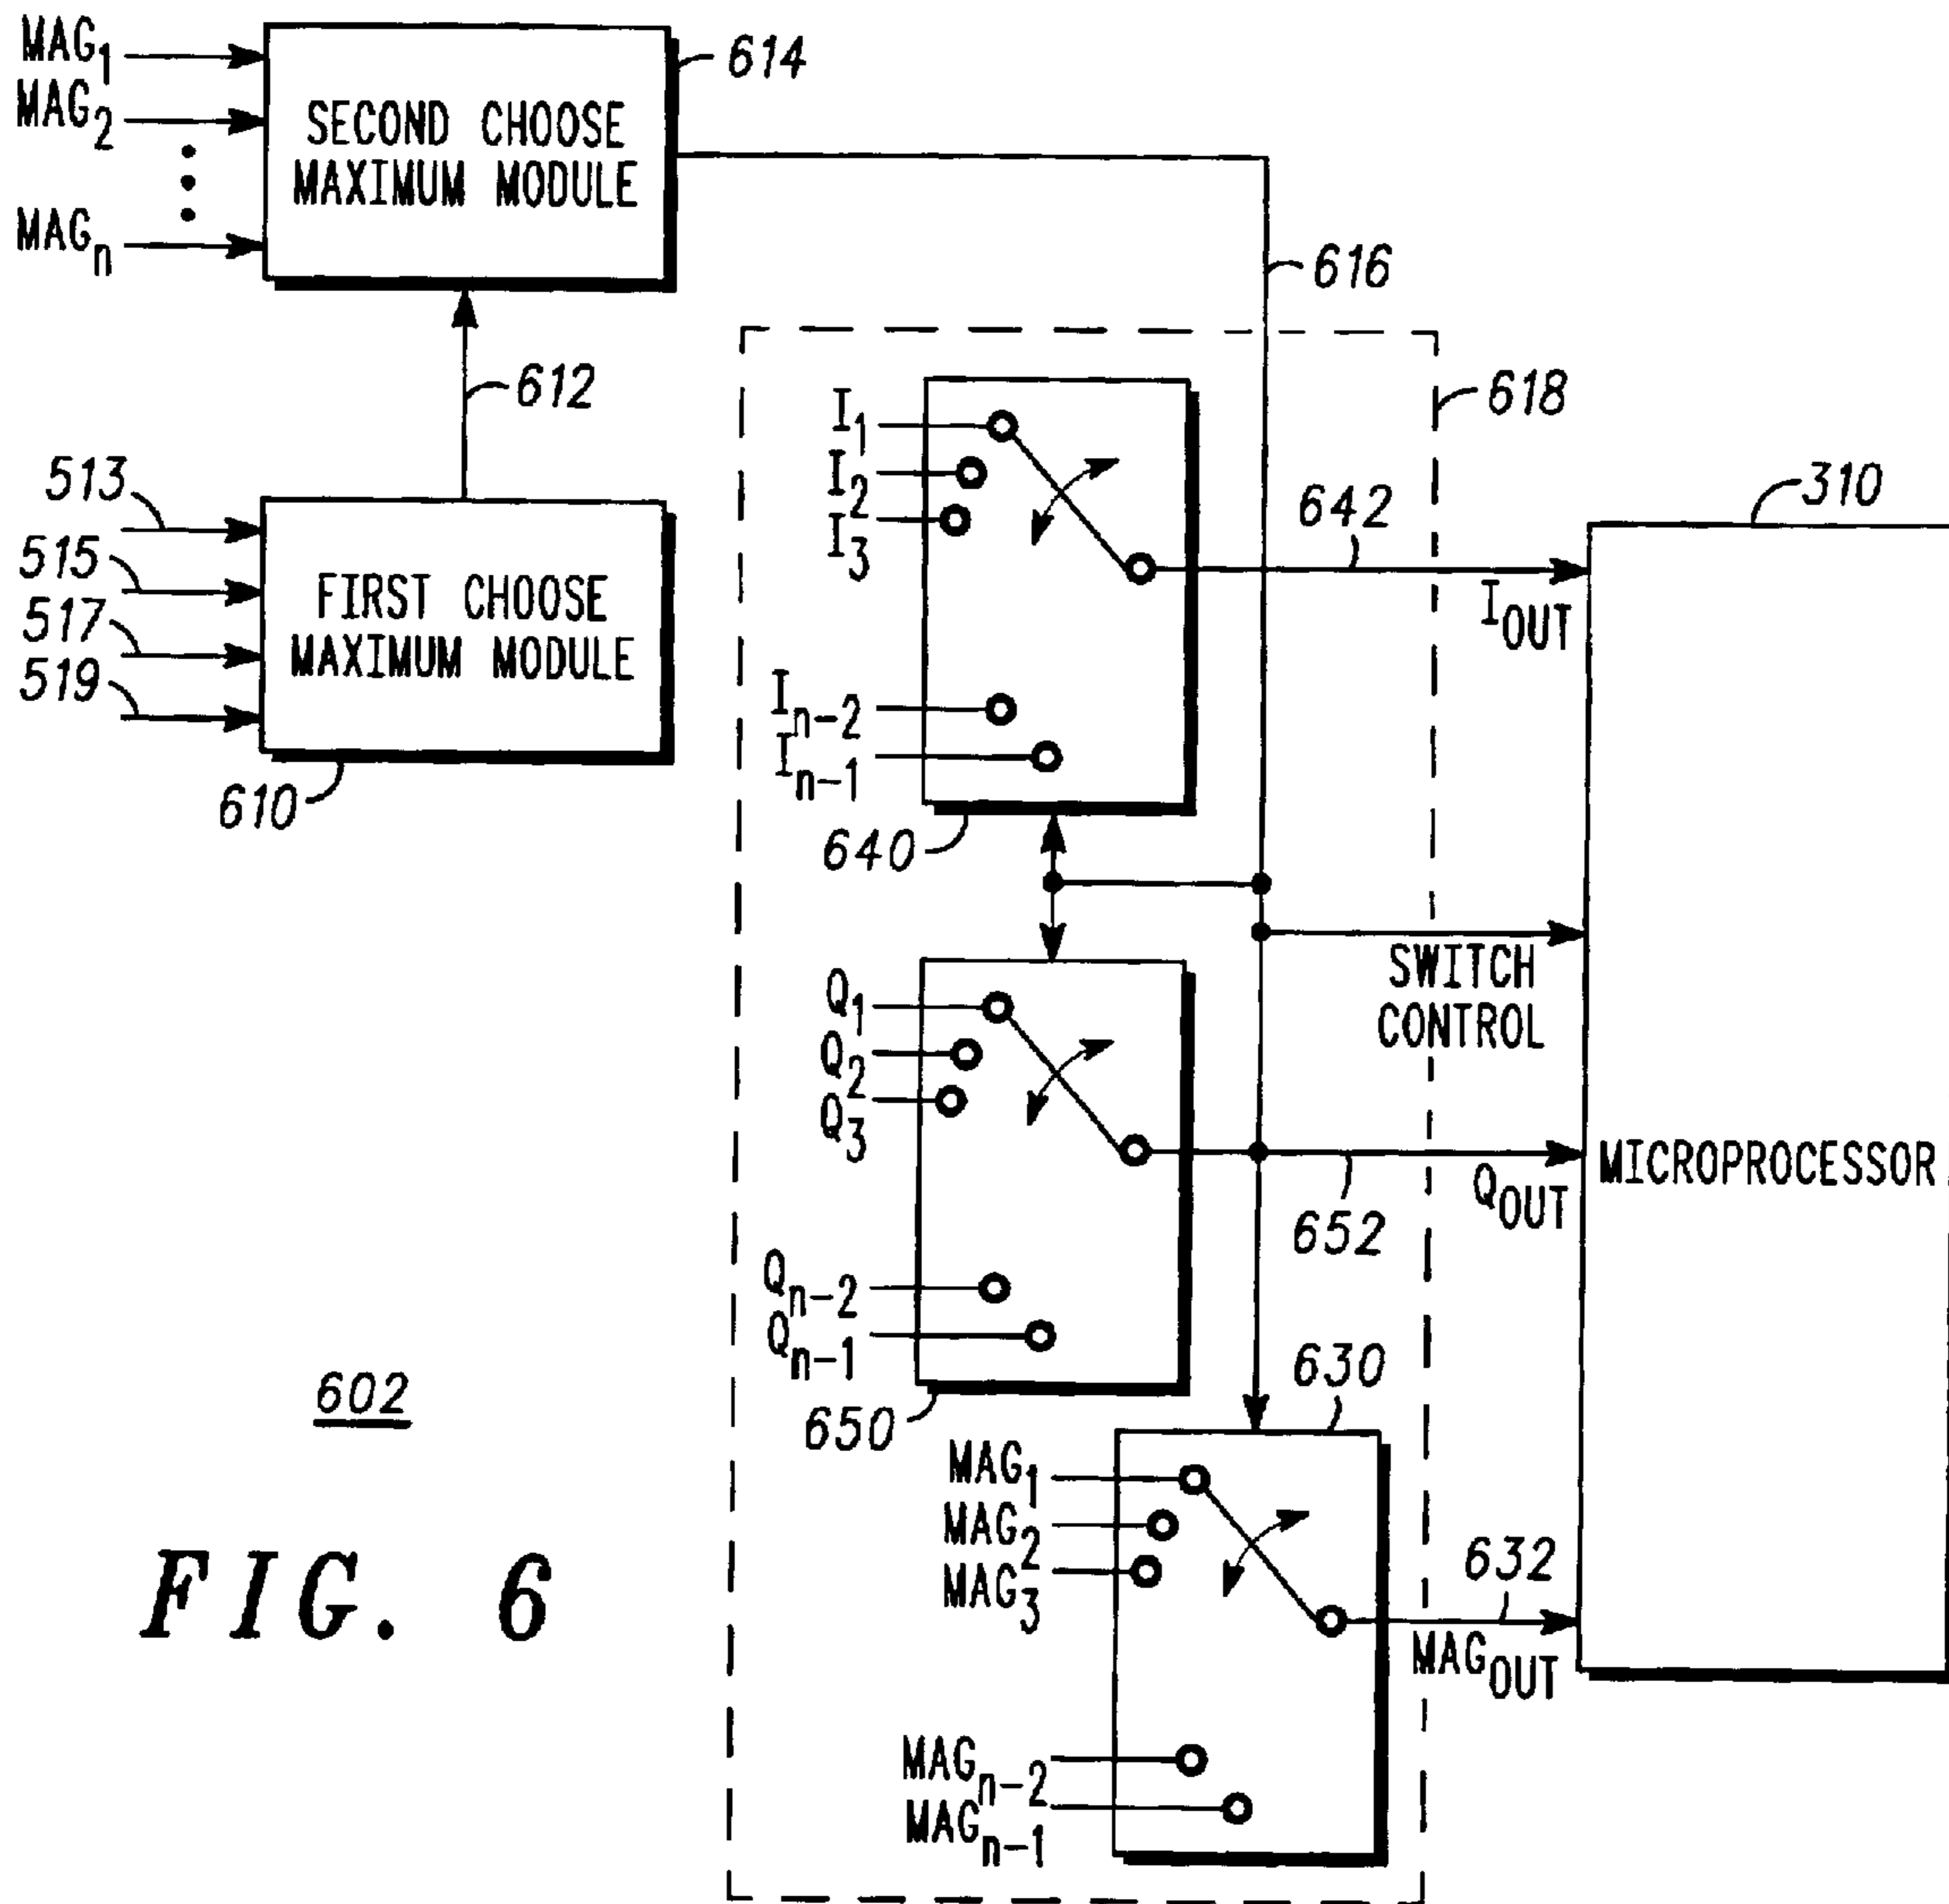 MAG1
MAG2
MAGn
SECOND CHOOSE
MAXIMUM MODULE
614
616
612
618
513
515
517
519
FIRST CHOOSE
MAXIMUM MODULE
610
I1
I2
I3
In-2
In-1
640
642
IOUT
310
SWITCH
CONTROL
MICROPROCESSOR
Q1
Q2
Q3
Qn-2
Qn-1
650
652
QOUT
630
MAG1
MAG2
MAG3
MAGn-2
MAGn-1
632
MAGOUT
602
FIG. 6